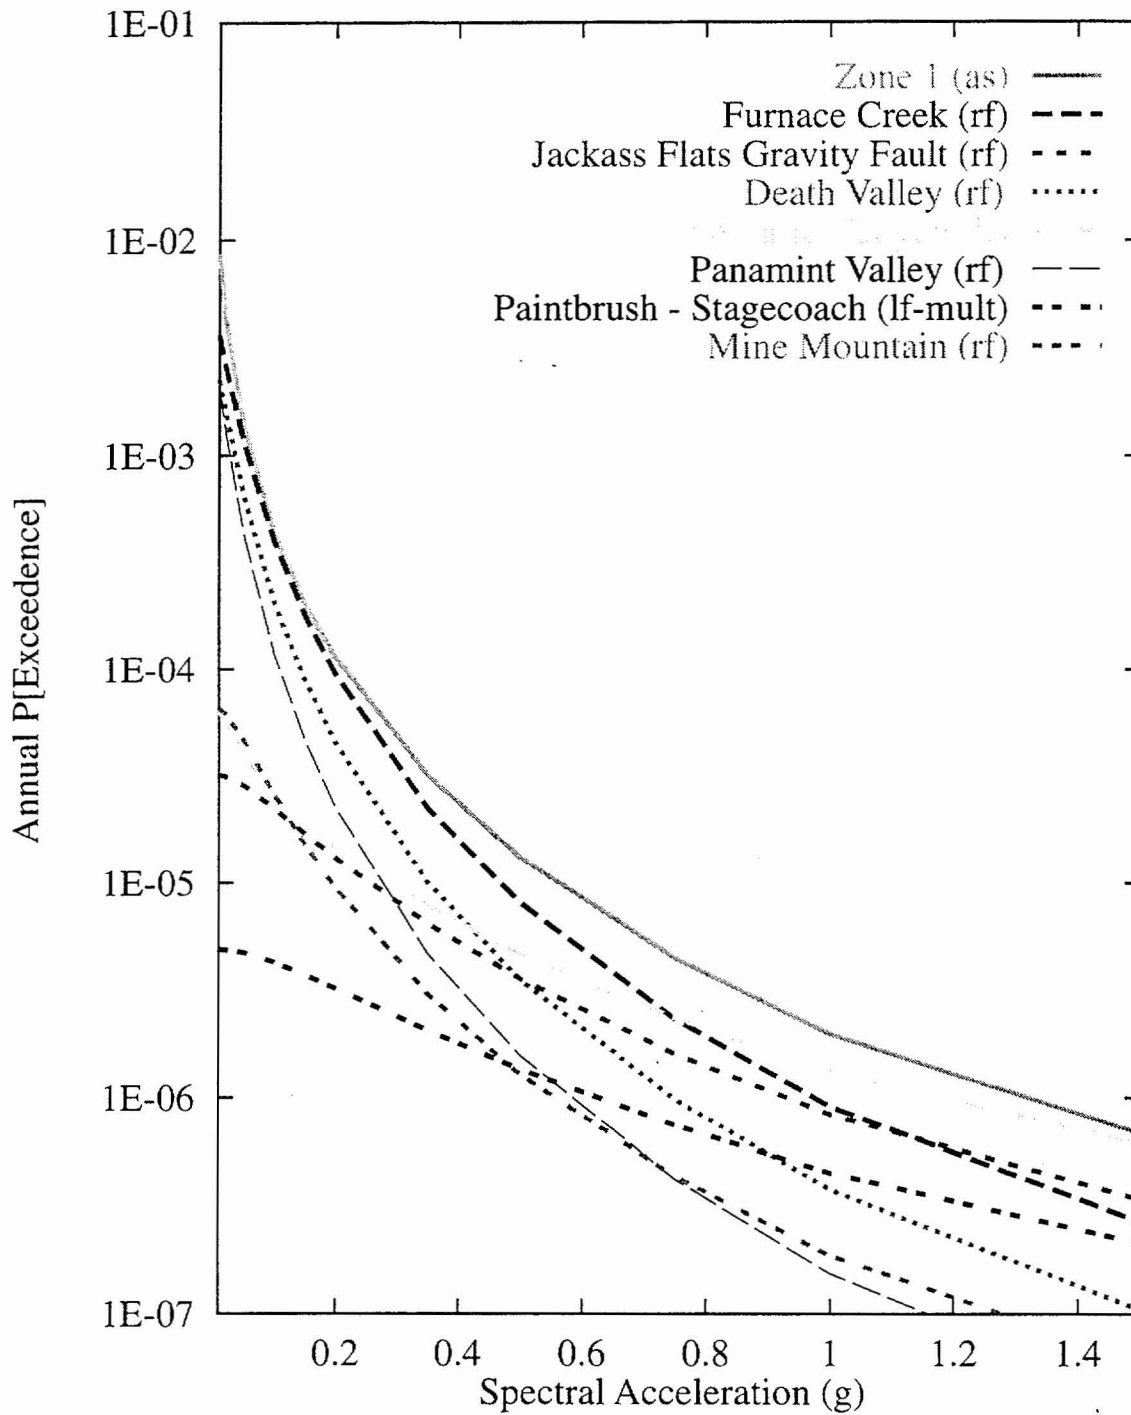 1E-01
Zone 1 (as)
Furnace Creek (rf)
Jackass Flats Gravity Fault (rf)
Death Valley (rf)
1E-02
Panamint Valley (rf)
Paintbrush - Stagecoach (lf-mult)
Mine Mountain (rf)
1E-03
Annual P[Exceedence]
1E-04
1E-05
1E-06
1E-07
0.2 0.4 0.6 0.8 1 1.2 1.4
Spectral Acceleration (g)